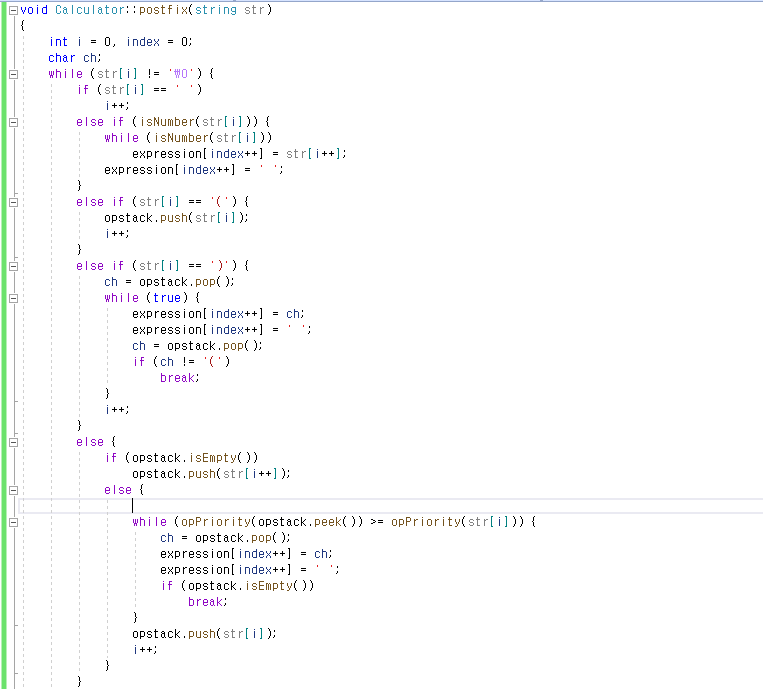 void Calculator::postfix(string str)
{
    int i = 0, index = 0;
    char ch;
    while (str[i] != '₩0') {
        if (str[i] == ' ')
            i++;
        else if (isNumber(str[i])) {
            while (isNumber(str[i]))
                expression[index++] = str[i++];
            expression[index++] = ' ';
        }
        else if (str[i] == '(') {
            opstack.push(str[i]);
            i++;
        }
        else if (str[i] == ')') {
            ch = opstack.pop();
            while (true) {
                expression[index++] = ch;
                expression[index++] = ' ';
                ch = opstack.pop();
                if (ch != '(')
                    break;
            }
            i++;
        }
        else {
            if (opstack.isEmpty())
                opstack.push(str[i++]);
            else {

                while (opPriority(opstack.peek()) >= opPriority(str[i])) {
                    ch = opstack.pop();
                    expression[index++] = ch;
                    expression[index++] = ' ';
                    if (opstack.isEmpty())
                        break;
                }
                opstack.push(str[i]);
                i++;
            }
        }